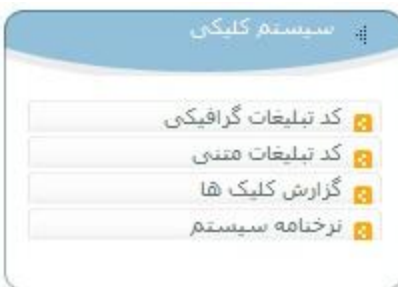 سیستم کلیکی
کد تبلیغات گرافیکی
کد تبلیغات متنی
گزارش کلیک ها
نرخنامه سیستم